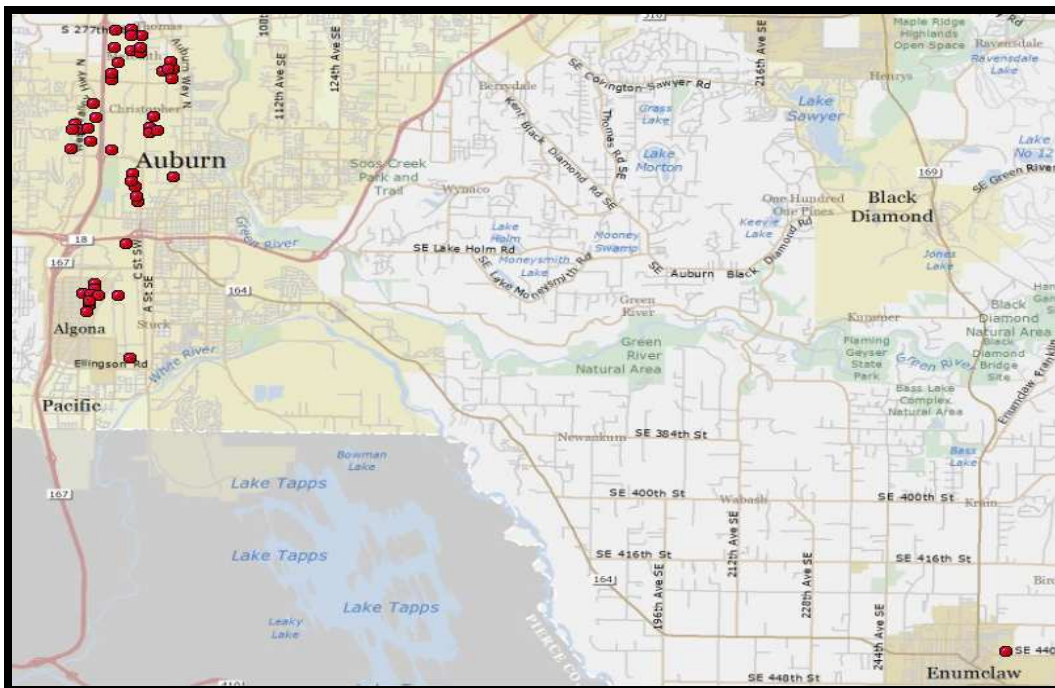 S 277th
Thomas
108th
112th Ave SE
124th Ave SE
Auburn Way N
Hwy N
Christopher
Auburn
516
Berrydale
SE Covington-Sawyer Rd
216th Ave SE
Maple Ridge
Highlands
Open Space
Henrys
Ravensdale
Ravensdale
Lake
Kent Black Diamond Rd SE
Grass
Lake
Thomas Rd SE
Lake
Morton
Lake
Sawyer
Lake
No 12
169
SE Green River
Soos Creek
Park and
Trail
Wynaco
One Hundred
One Pines
Black
Diamond
Green River
Lake
Holm
Mooney
Swamp
Keevie
Lake
18
SE Lake Holm Rd
Moneysmith
Lake
SE Lake Moneysmith Rd
SE Auburn Black Diamond Rd
Jones
Lake
167
C St SW
A St SE
164
Green
River
Kummer
Black
Diamond
Natural Area
Algona
Stuck
White River
Ellingson Rd
Green
River
Natural Area
Flaming
Geyser
State
Park
Green River
Black
Diamond
Bridge
Site
Bass Lake
Complex
Natural Area
Enumclaw Franklin
Pacific
Newaukum
SE 384th St
Bowman
Lake
Bass
Lake
Lake Tapps
167
SE 400th St
Wabash
SE 400th St
Krain
Lake Tapps
SE 416th St
212th Ave SE
SE 416th St
164
196th Ave SE
228th Ave SE
Lake Tapps
Leaky
Lake
PIERCE CO
244th Ave SE
SE 440
SE 448th St
Enumclaw
410